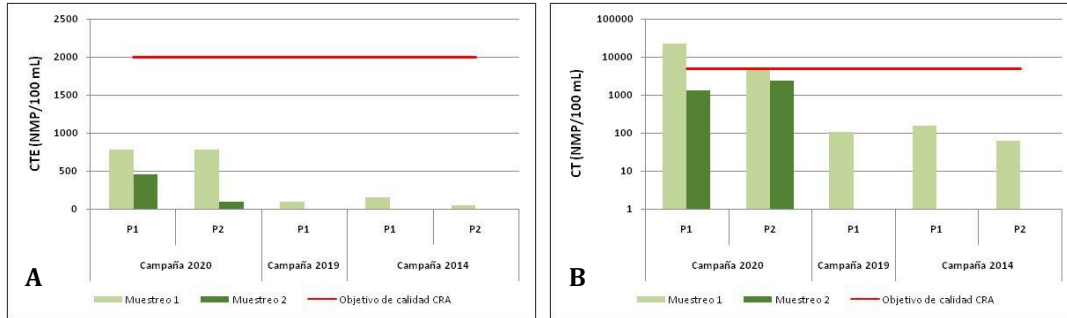 CTE (NMP/100 mL)
2500
2000
1500
1000
500
0
P1 P2 P1 P1 P2
Campaña 2020 Campaña 2019 Campaña 2014
A
Muestreo 1 Muestreo 2 Objetivo de calidad CRA
CT (NMP/100 mL)
100000
10000
1000
100
10
1
P1 P2 P1 P1 P2
Campaña 2020 Campaña 2019 Campaña 2014
B
Muestreo 1 Muestreo 2 Objetivo de calidad CRA